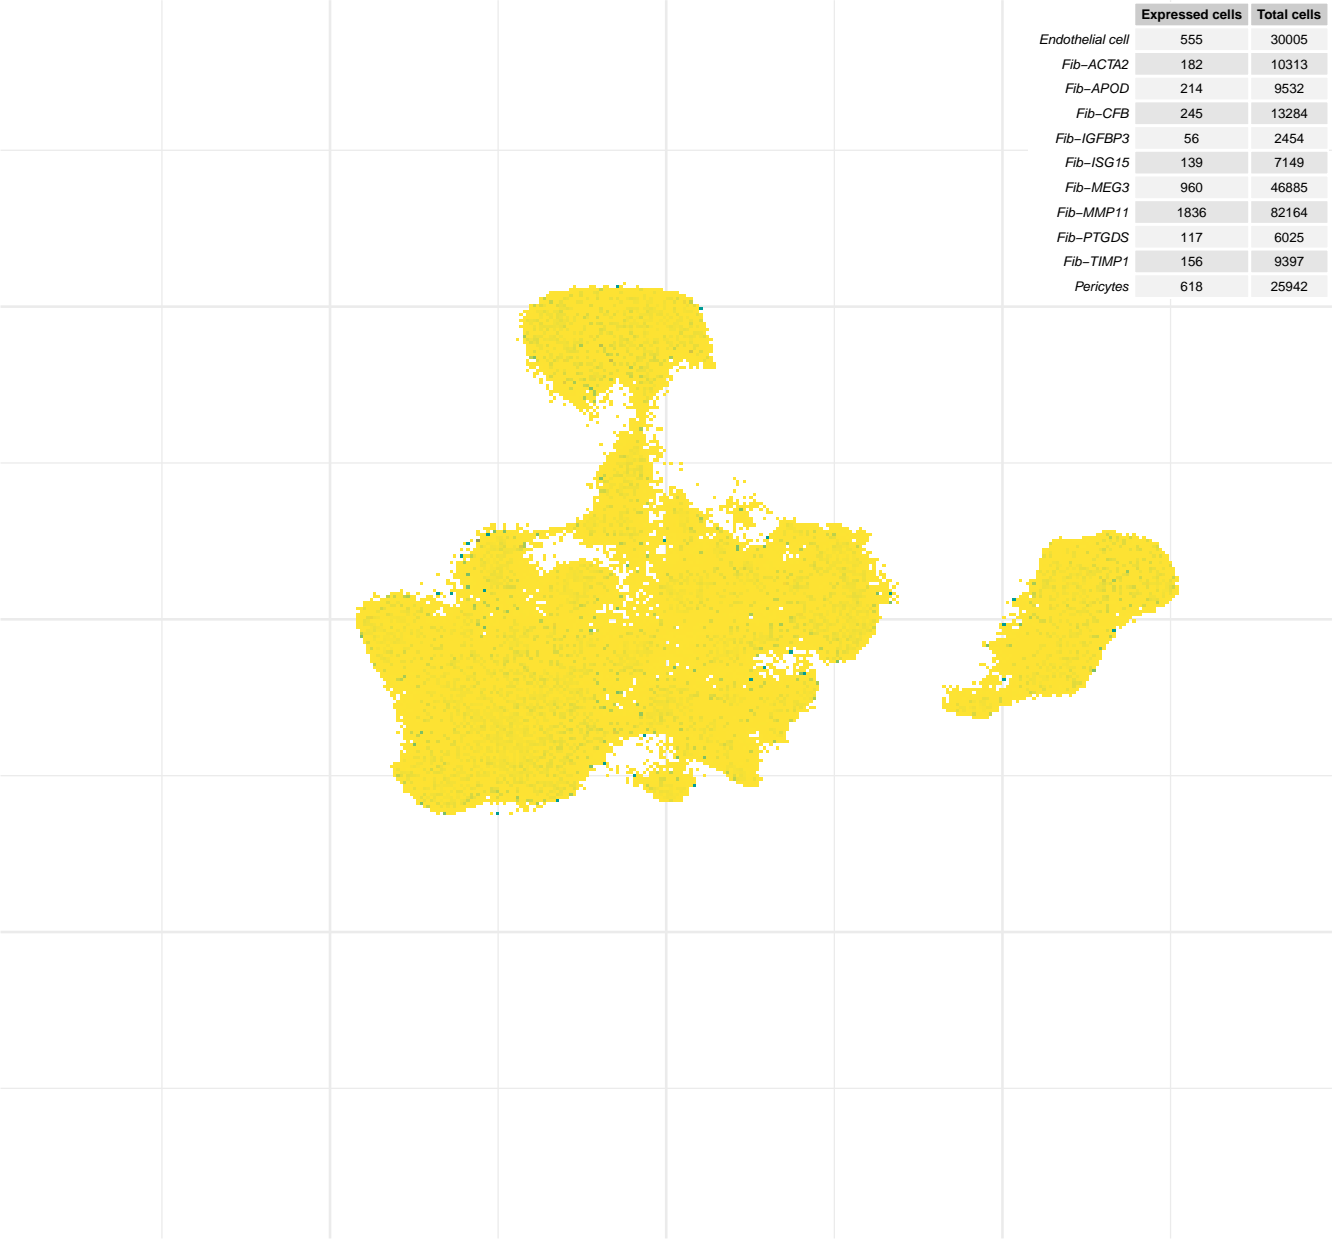 Expressed cells Total cells
Endothelial cell 555 30005
Fib−ACTA2 182 10313
Fib−APOD 214 9532
Fib−CFB 245 13284
Fib−IGFBP3 56 2454
Fib−ISG15 139 7149
Fib−MEG3 960 46885
Fib−MMP11 1836 82164
Fib−PTGDS 117 6025
Fib−TIMP1 156 9397
Pericytes 618 25942